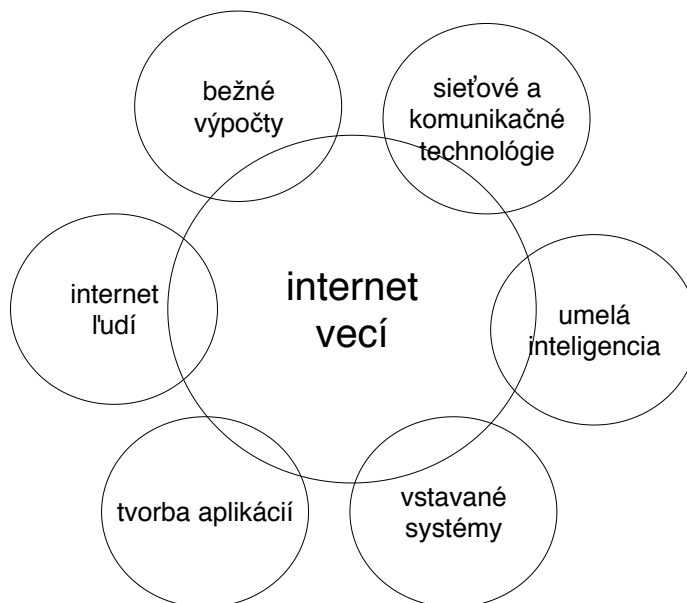 bežné
výpočty
sieťové a
komunikačné
technológie
internet
ľudí
internet
vecí
umelá
inteligencia
tvorba aplikácií
vstavané
systémy